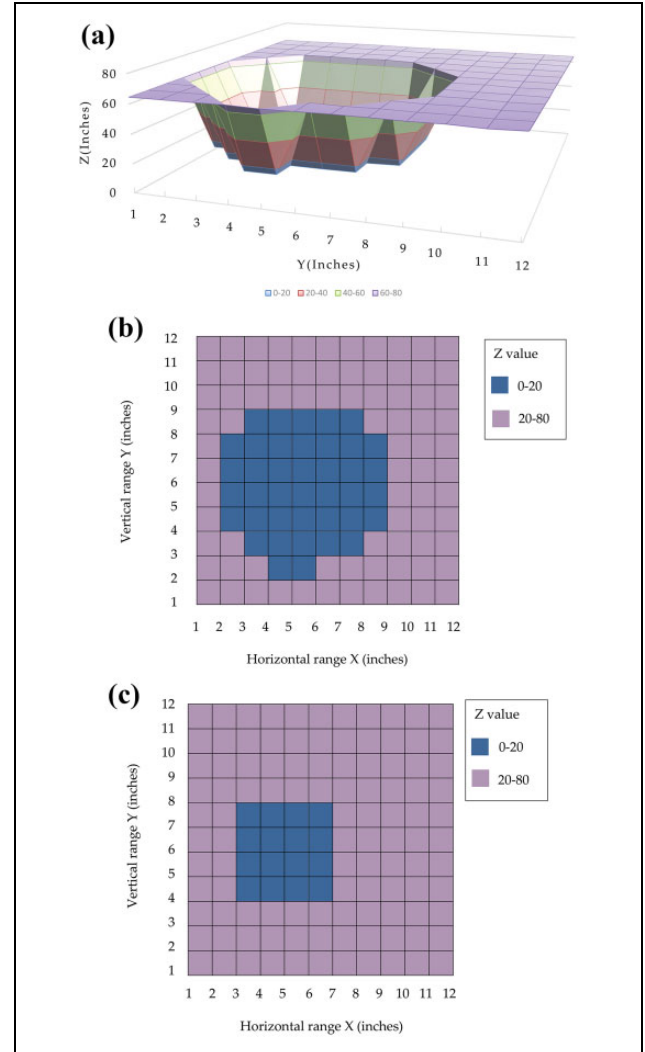 (a)
80
60
40
20
0
Z(Inches)
1 2 3 4 5 6 7 8 9 10 11 12
Y(Inches)
0-20 20-40 40-60 60-80
(b)
12
11
10
9
8
7
6
5
4
3
2
1
Vertical range Y (inches)
1 2 3 4 5 6 7 8 9 10 11 12
Horizontal range X (inches)
Z value
0-20
20-80
(c)
12
11
10
9
8
7
6
5
4
3
2
1
Vertical range Y (inches)
1 2 3 4 5 6 7 8 9 10 11 12
Horizontal range X (inches)
Z value
0-20
20-80